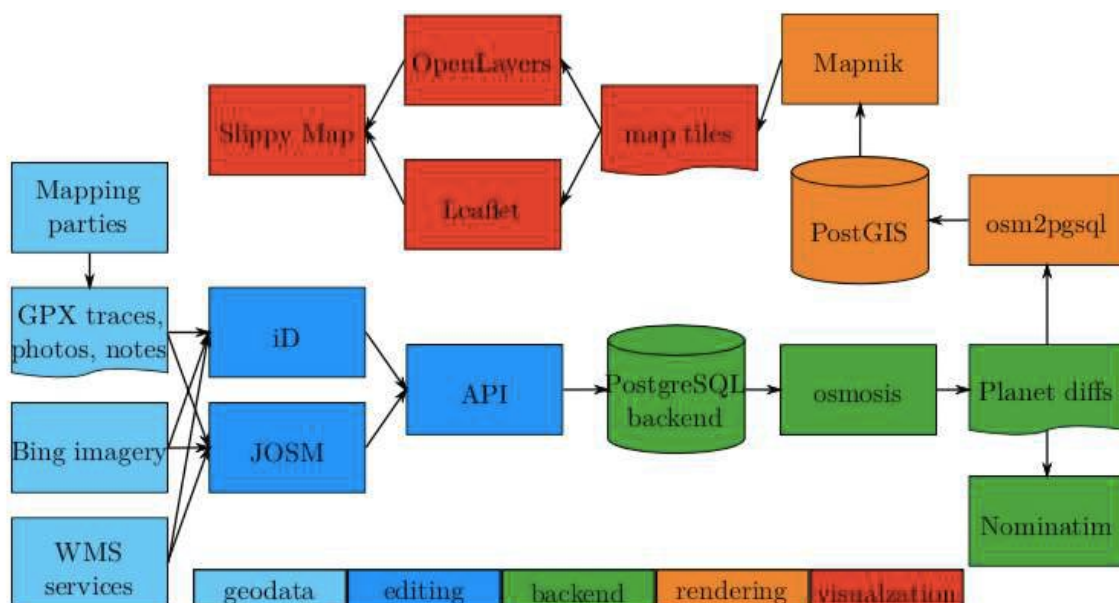 OpenLayers
Mapnik
Slippy Map
map tiles
Leaflet
Mapping
parties
PostGIS
osm2pgsql
GPX traces,
photos, notes
iD
API
PostgreSQL
backend
osmosis
Planet diffs
Bing imagery
JOSM
Nominatim
WMS
services
geodata
editing
backend
rendering
visualzation